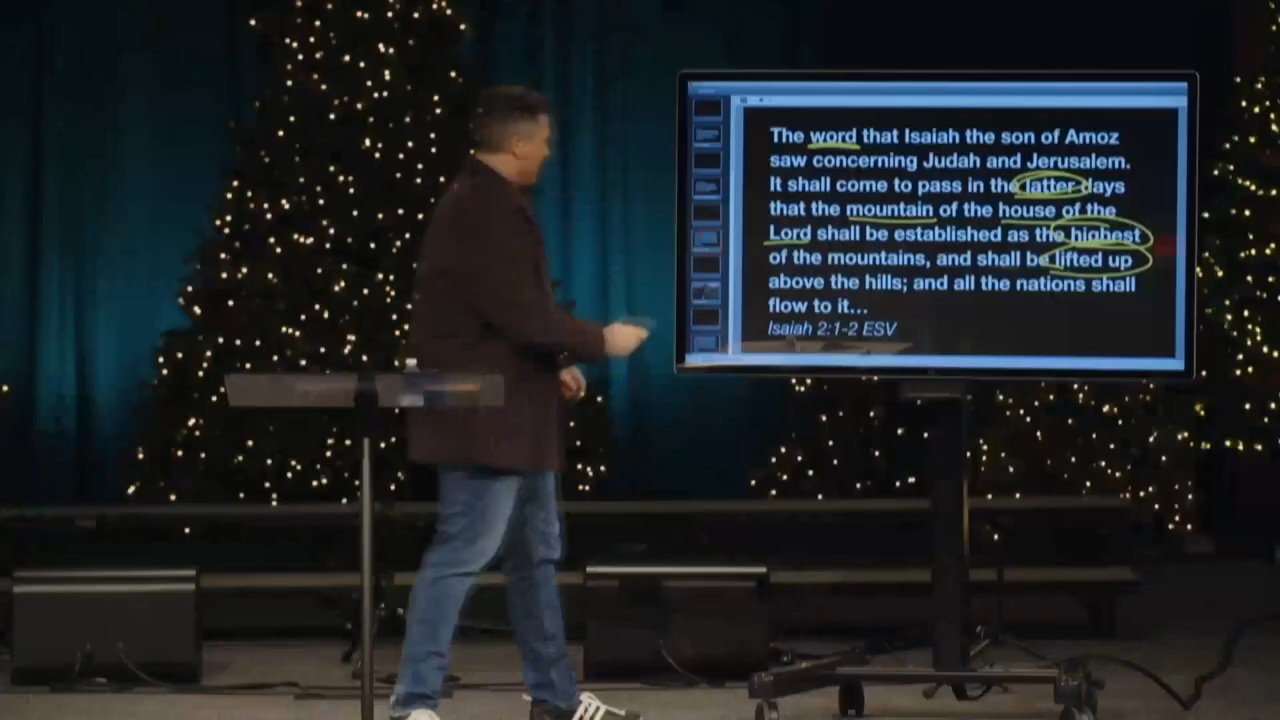 The word that Isaiah the son of Amoz
saw concerning Judah and Jerusalem.
It shall come to pass in the latter days
that the mountain of the house of the
Lord shall be established as the highest
of the mountains, and shall be lifted up
above the hills; and all the nations shall
flow to it...
Isaiah 2:1-2 ESV